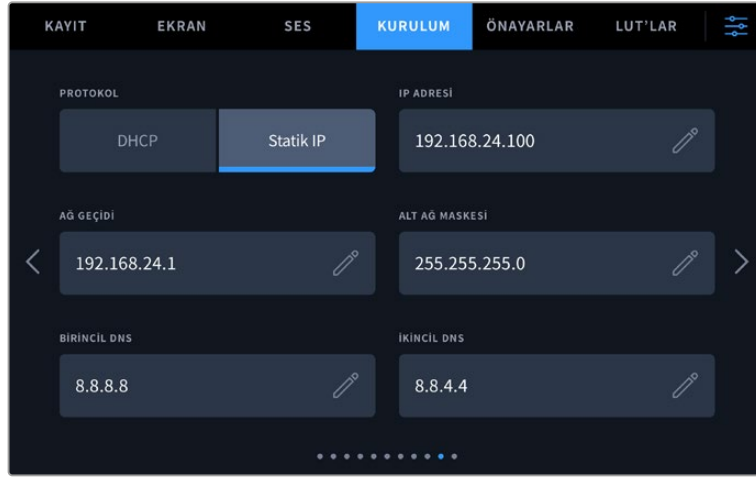 KAYIT EKRAN SES KURULUM ÖNAYARLAR LUT'LAR
PROTOKOL IP ADRESİ
DHCP Statik IP 192.168.24.100
AĞ GEÇİDİ ALT AĞ MASKESİ
192.168.24.1 255.255.255.0
BİRİNCİL DNS İKİNCİL DNS
8.8.8.8 8.8.4.4